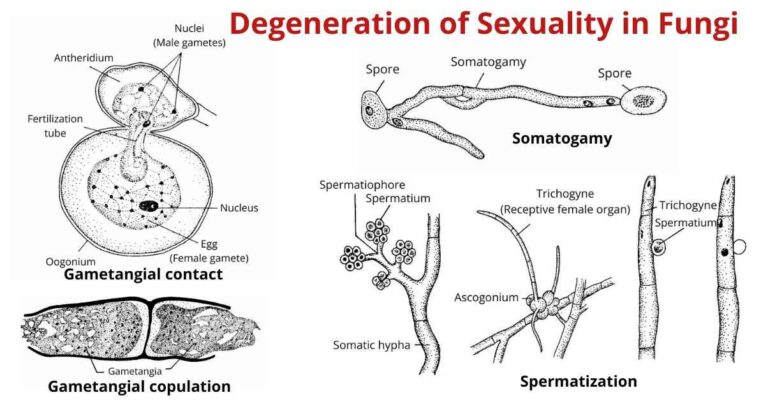 Degeneration of Sexuality in Fungi
Nuclei
(Male gametes)
Antheridium
Fertilization
tube
Nucleus
Egg
(Female gamete)
Oogonium
Gametangial contact
Gametangia
Gametangial copulation
Spore
Somatogamy
Spore
Somatogamy
Spermatiophore
Spermatium
Somatic hypha
Trichogyne
(Receptive female organ)
Ascogonium
Trichogyne
Spermatium
Spermatization